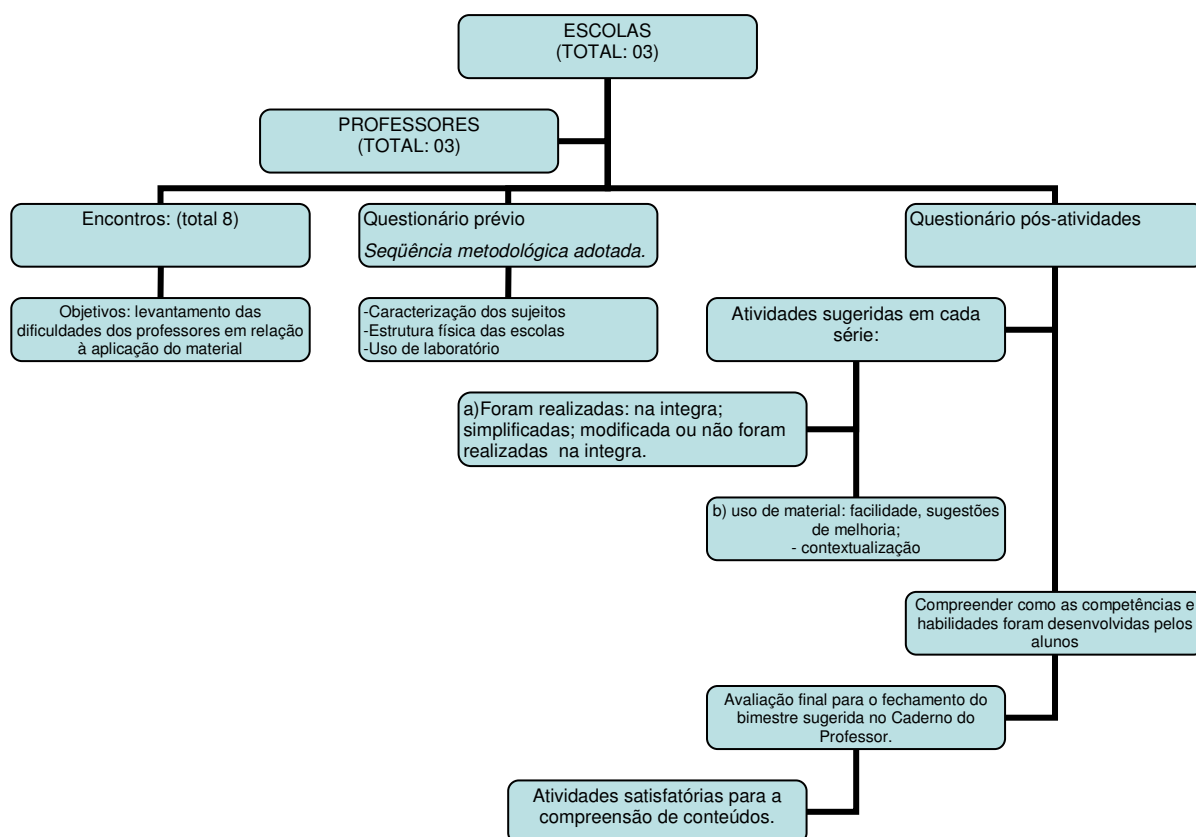 ESCOLAS
(TOTAL: 03)
PROFESSORES
(TOTAL: 03)
Encontros: (total 8)
Questionário prévio
Seqüência metodológica adotada.
Questionário pós-atividades
Objetivos: levantamento das
dificuldades dos professores em relação
à aplicação do material
-Caracterização dos sujeitos
-Estrutura física das escolas
-Uso de laboratório
Atividades sugeridas em cada
série:
a)Foram realizadas: na integra;
simplificadas; modificada ou não foram
realizadas na integra.
b) uso de material: facilidade, sugestões
de melhoria;
- contextualização
Compreender como as competências e
habilidades foram desenvolvidas pelos
alunos
Avaliação final para o fechamento do
bimestre sugerida no Caderno do
Professor.
Atividades satisfatórias para a
compreensão de conteúdos.